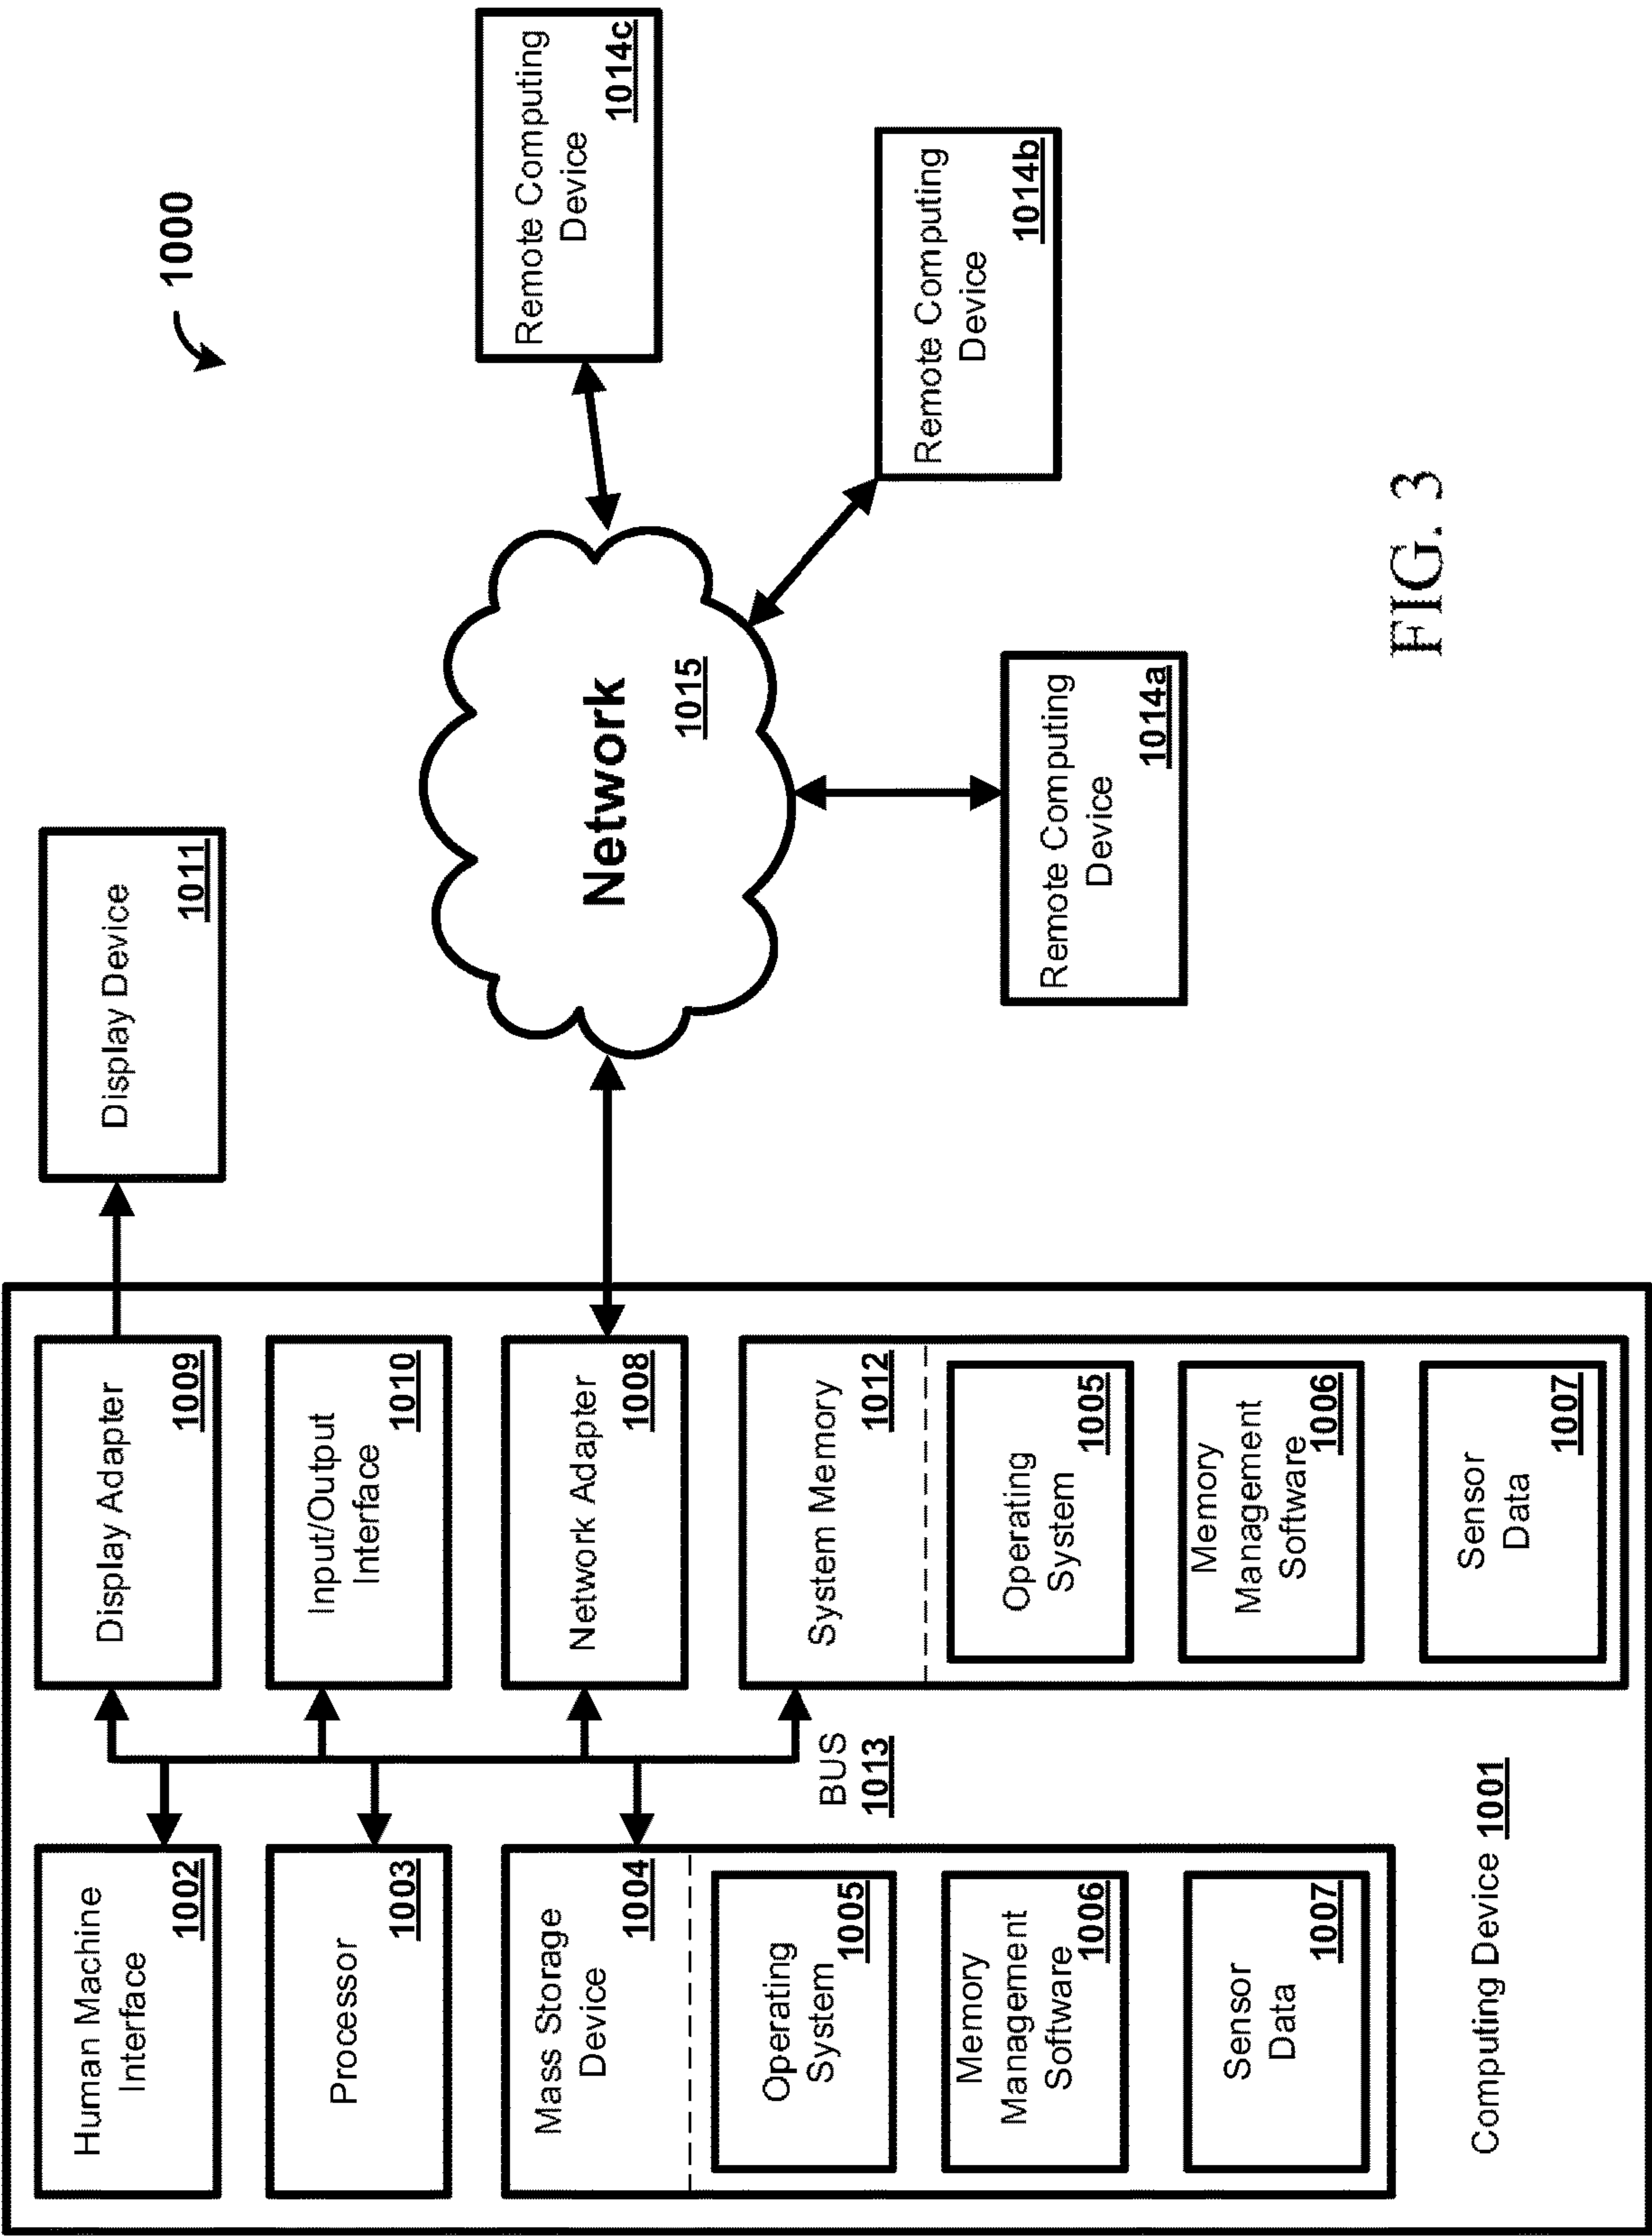 1000
Human Machine
Interface
1002
Display Adapter
1009
Display Device
1011
Processor
1003
Input/Output
Interface
1010
Mass Storage
Device
1004
Network Adapter
1008
Network
1015
Remote Computing
Device
1014c
Operating
System
1005
Memory
Management
Software
1006
Sensor
Data
1007
BUS
1013
System Memory
1012
Operating
System
1005
Memory
Management
Software
1006
Sensor
Data
1007
Remote Computing
Device
1014b
Remote Computing
Device
1014a
Computing Device 1001
FIG. 3